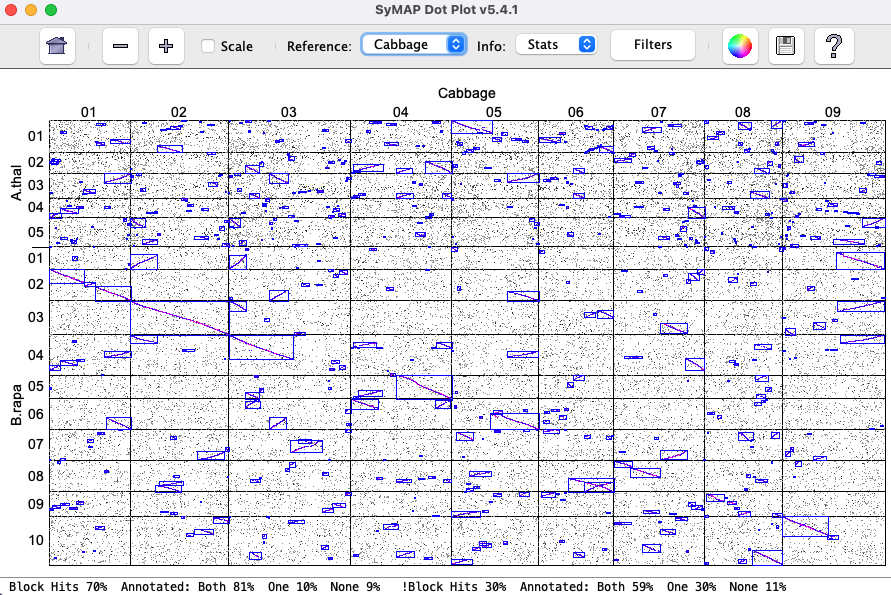 SyMAP Dot Plot v5.4.1
Scale Reference: Cabbage Info: Stats Filters ?
Cabbage
01 02 03 04 05 06 07 08 09
A.thal
01
02
03
04
05
B.rapa
01
02
03
04
05
06
07
08
09
10
Block Hits 70% Annotated: Both 81% One 10% None 9% !Block Hits 30% Annotated: Both 59% One 30% None 11%